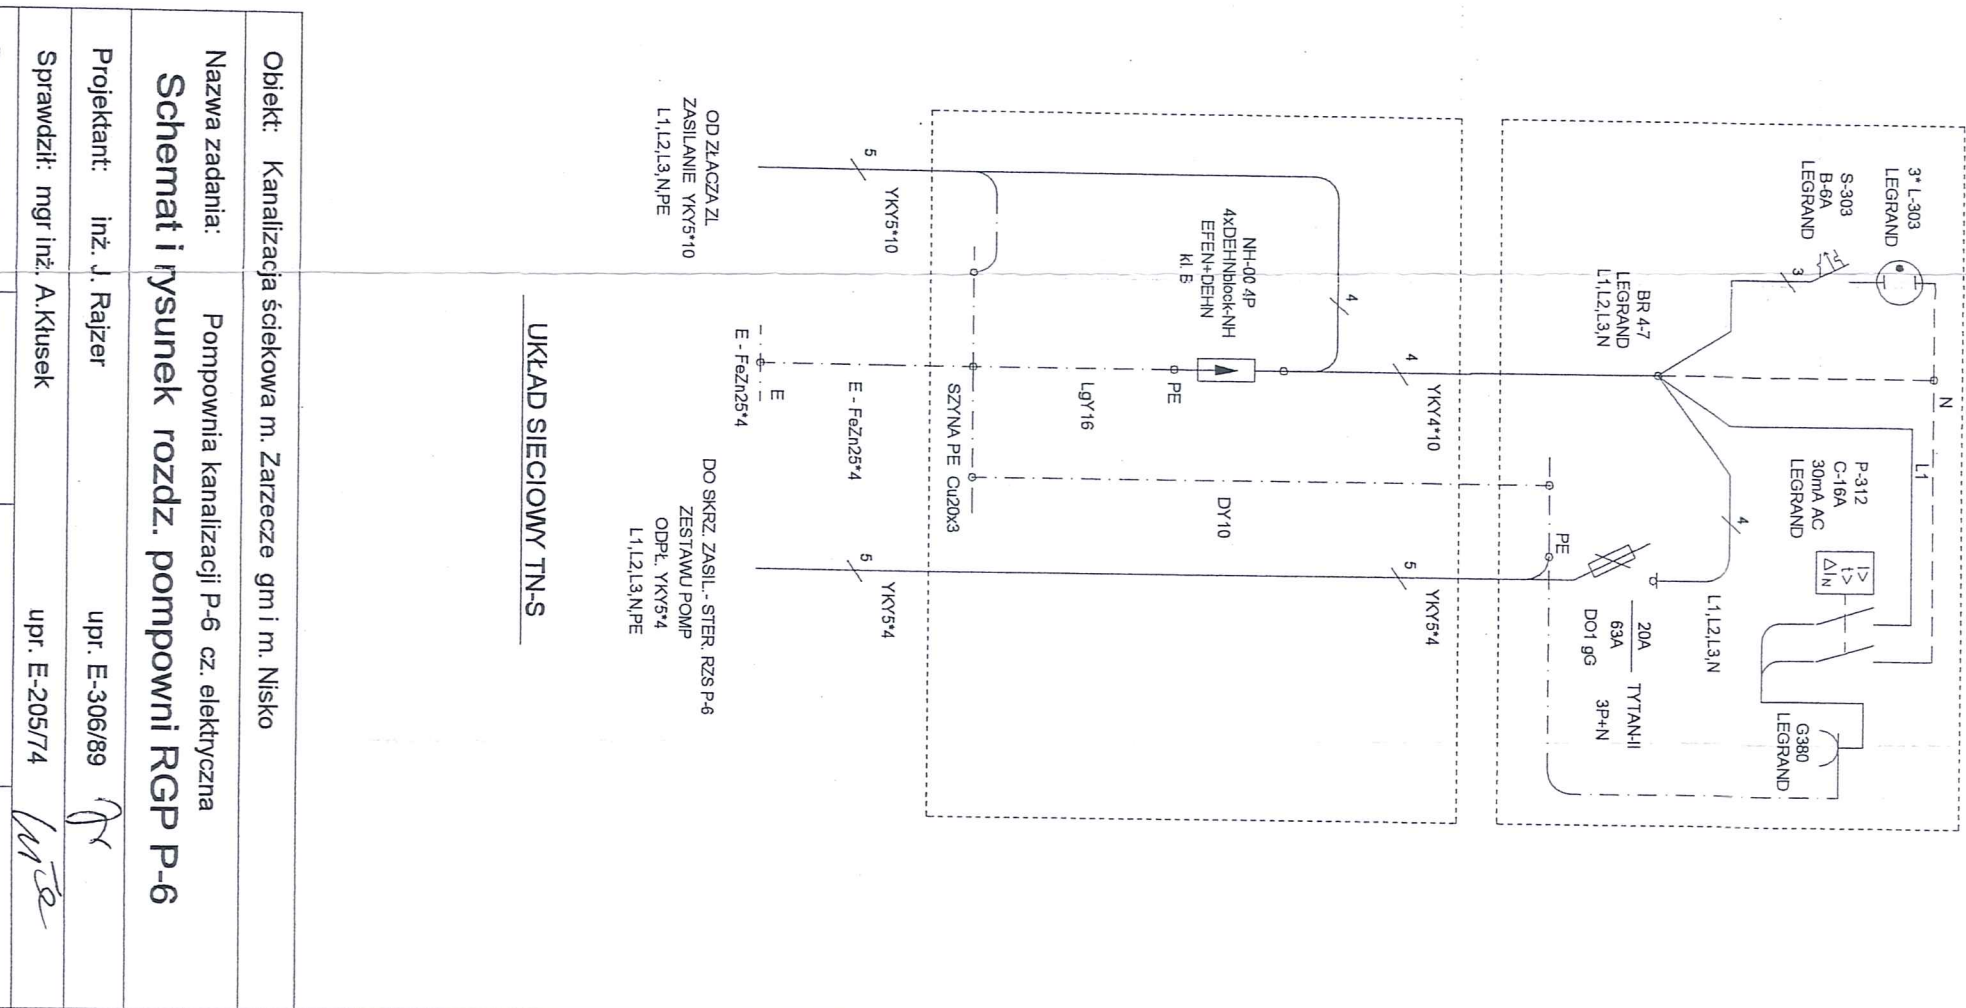 3* L-303
LEGRAND
S-303
B-6A
LEGRAND
3
N
BR 4-7
LEGRAND
L1,L2,L3,N
L1
P-312
C-16A
30mA AC
LEGRAND
I>
t>
ΔIN
G380
LEGRAND
4
L1,L2,L3,N
PE
20A
63A
DO1 gG
TYTAN-II
3P+N
4
YKY4*10
5
YKY5*4
4
NH-00 4P
4xDEHNblock-NH
EFEN+DEHN
kl. B
PE
LgY16
DY10
SZYNA PE Cu20x3
5
YKY5*10
E - FeZn25*4
5
YKY5*4
E
E - FeZn25*4
OD ZŁACZA ZL
ZASILANIE YKY5*10
L1,L2,L3,N,PE
DO SKRZ. ZASIL.- STER. RZS P-6
ZESTAWU POMP
ODPŁ. YKY5*4
L1,L2,L3,N,PE
UKŁAD SIECIOWY TN-S
Obiekt: Kanalizacja ściekowa m. Zarzecze gm i m. Nisko
Nazwa zadania: Pompownia kanalizacji P-6 cz. elektryczna
Schemat i rysunek rozdz. pompowni RGP P-6
Projektant: inż. J. Rajzer upr. E-306/89
Sprawdził: mgr inż. A.Kłusek upr. E-205/74